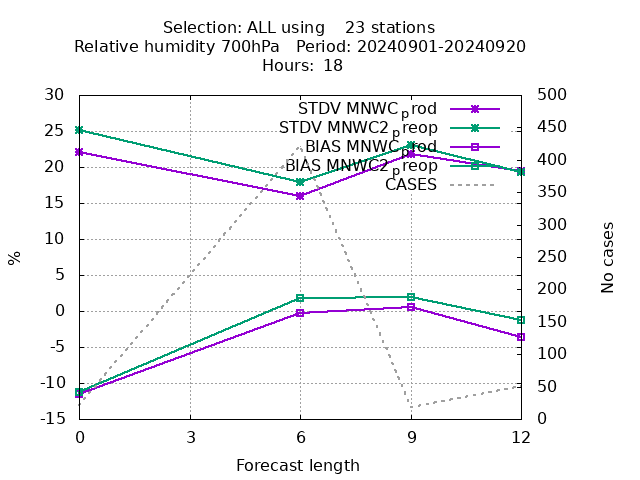 Selection: ALL using    23 stations
Relative humidity 700hPa   Period: 20240901-20240920
Hours: 18
30
25
20
15
10
5
0
-5
-10
-15
500
450
400
350
300
250
200
150
100
50
0
STDV MNWC_prod
STDV MNWC2_preop
BIAS MNWC_prod
BIAS MNWC2_preop
CASES
%
No cases
0 3 6 9 12
Forecast length